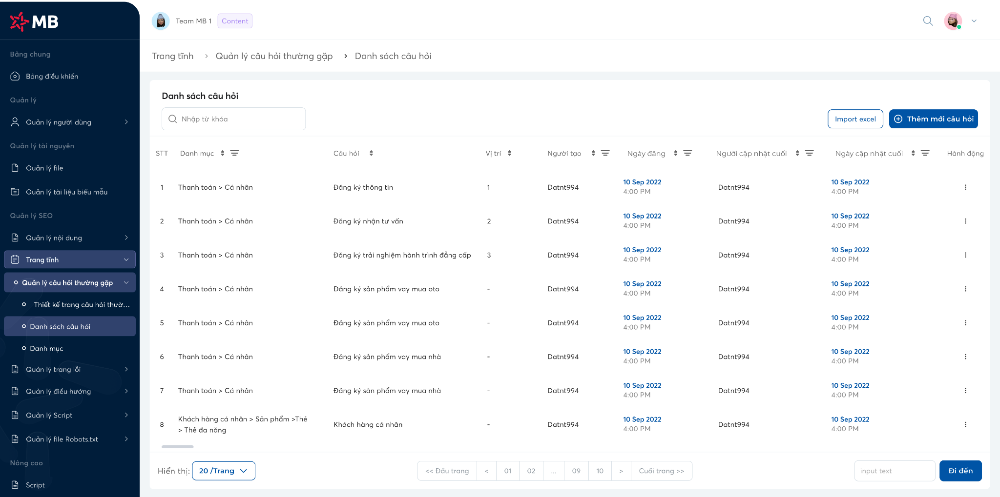 MB
Team MB 1
Content
Bảng chung
Bảng điều khiển
Quản lý
Quản lý người dùng
Quản lý tài nguyên
Quản lý file
Quản lý tài liệu biểu mẫu
Quản lý SEO
Quản lý nội dung
Trang tĩnh
Quản lý câu hỏi thường gặp
Thiết kế trang câu hỏi thườ...
Danh sách câu hỏi
Danh mục
Quản lý trang lỗi
Quản lý điều hướng
Quản lý Script
Quản lý file Robots.txt
Nâng cao
Script
Trang tĩnh > Quản lý câu hỏi thường gặp > Danh sách câu hỏi
Danh sách câu hỏi
Nhập từ khóa
Import excel
Thêm mới câu hỏi
STT Danh mục Câu hỏi Vị trí Người tạo Ngày đăng Người cập nhật cuối Ngày cập nhật cuối Hành động
1 Thanh toán > Cá nhân Đăng ký thông tin 1 Datnt994 10 Sep 2022 Datnt994 10 Sep 2022
4:00 PM 4:00 PM
2 Thanh toán > Cá nhân Đăng ký nhận tư vấn 2 Datnt994 10 Sep 2022 Datnt994 10 Sep 2022
4:00 PM 4:00 PM
3 Thanh toán > Cá nhân Đăng ký trải nghiệm hành trình đẳng cấp 3 Datnt994 10 Sep 2022 Datnt994 10 Sep 2022
4:00 PM 4:00 PM
4 Thanh toán > Cá nhân Đăng ký sản phẩm vay mua oto - Datnt994 10 Sep 2022 Datnt994 10 Sep 2022
4:00 PM 4:00 PM
5 Thanh toán > Cá nhân Đăng ký sản phẩm vay mua oto - Datnt994 10 Sep 2022 Datnt994 10 Sep 2022
4:00 PM 4:00 PM
6 Thanh toán > Cá nhân Đăng ký sản phẩm vay mua nhà - Datnt994 10 Sep 2022 Datnt994 10 Sep 2022
4:00 PM 4:00 PM
7 Thanh toán > Cá nhân Đăng ký sản phẩm vay mua nhà - Datnt994 10 Sep 2022 Datnt994 10 Sep 2022
4:00 PM 4:00 PM
8 Khách hàng cá nhân > Sản phẩm >Thẻ Khách hàng cá nhân - Datnt994 10 Sep 2022 Datnt994 10 Sep 2022
> Thẻ đa năng 4:00 PM 4:00 PM
Hiển thị: 20 /Trang
<< Đầu trang < 01 02 ... 09 10 > Cuối trang >>
input text
Đi đến